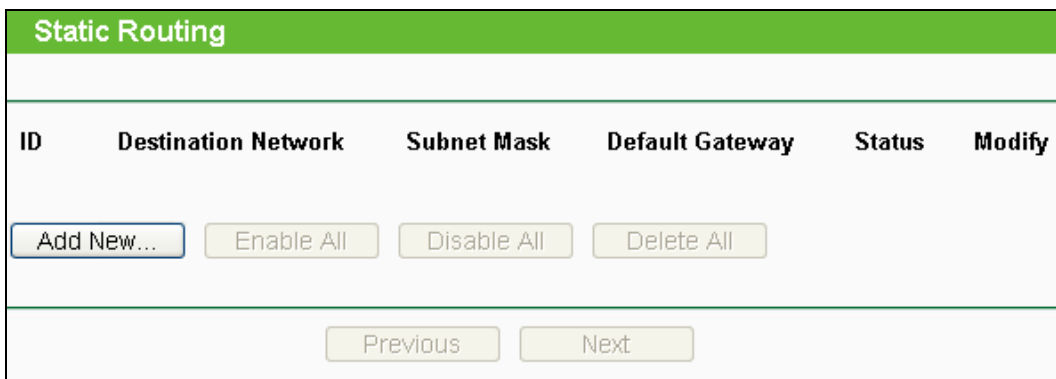 Static Routing
ID Destination Network Subnet Mask Default Gateway Status Modify
Add New... Enable All Disable All Delete All
Previous Next